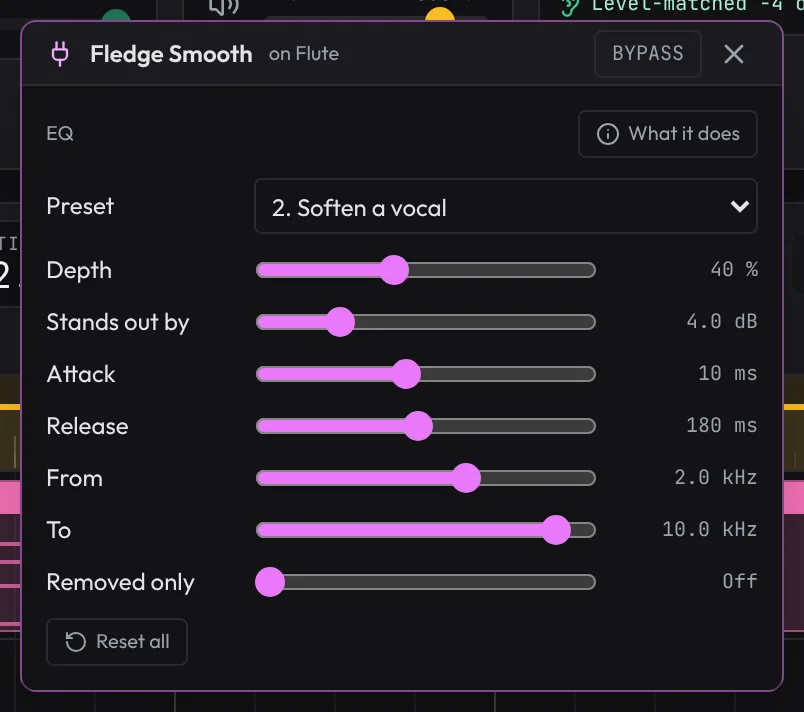 Level-matched -4 d
Fledge Smooth on Flute BYPASS
EQ What it does
Preset 2. Soften a vocal
TI
2.
Depth 40 %
Stands out by 4.0 dB
Attack 10 ms
Release 180 ms
From 2.0 kHz
To 10.0 kHz
Removed only Off
Reset all